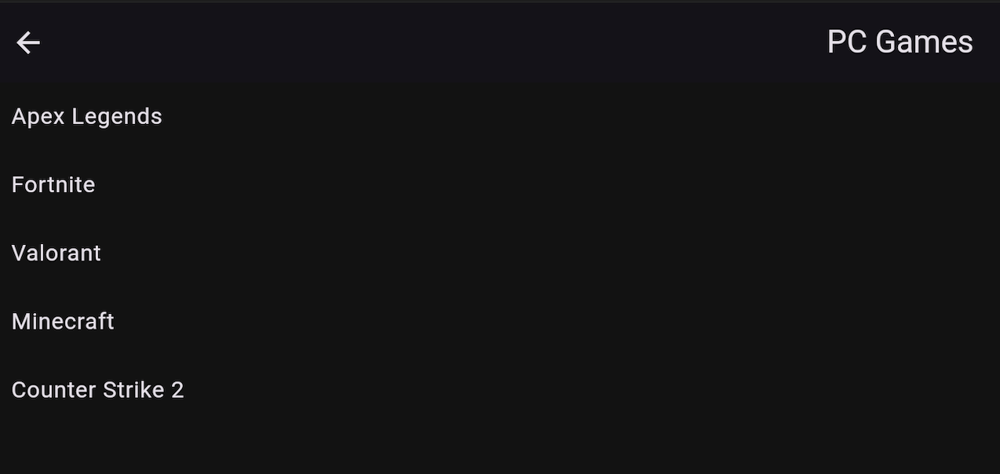 PC Games
Apex Legends
Fortnite
Valorant
Minecraft
Counter Strike 2